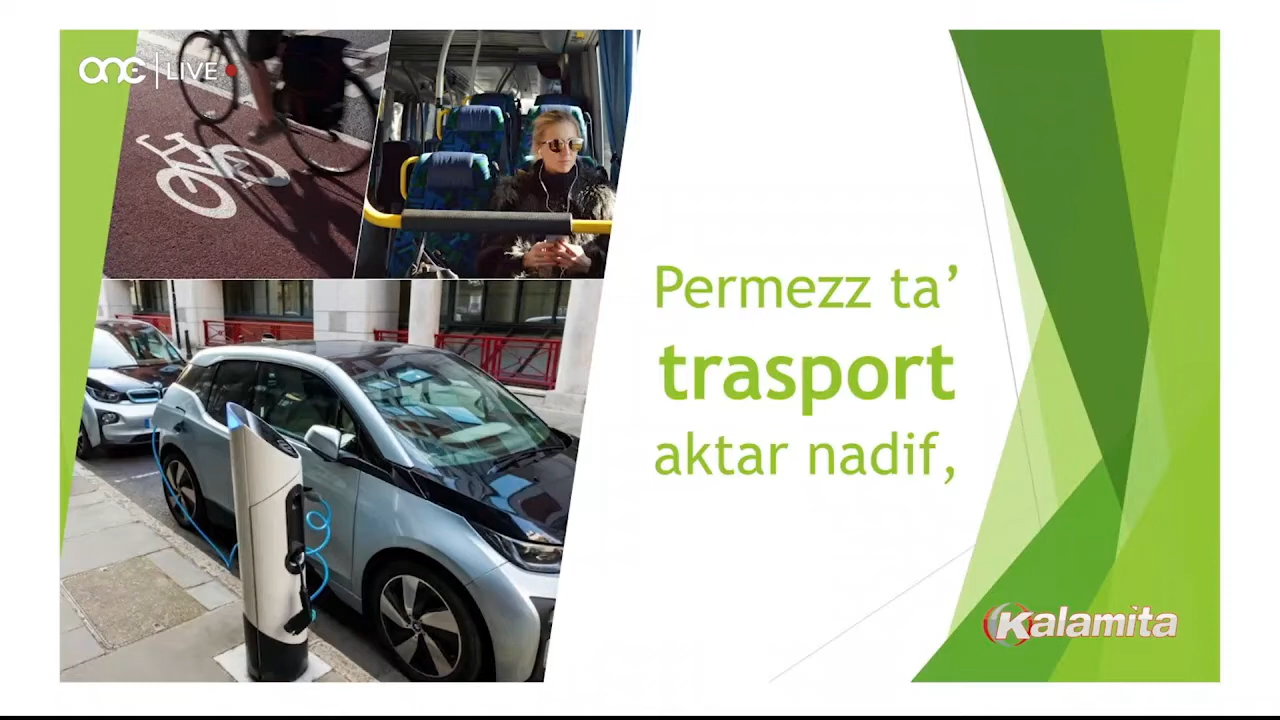 ONE | LIVE
Permezz ta’
trasport
aktar nadif,
Kalamita